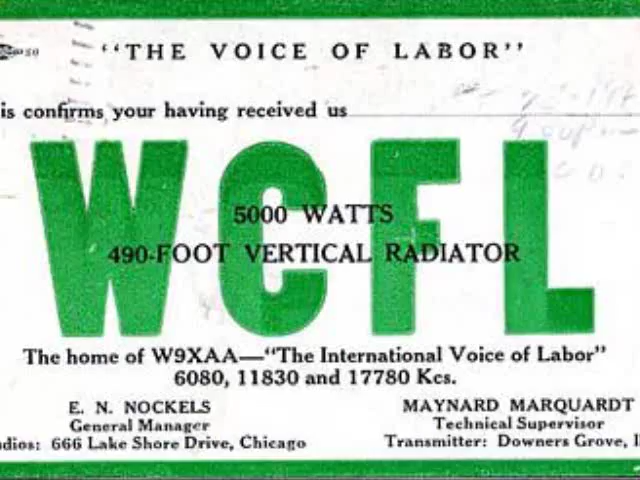 "THE VOICE OF LABOR"
is confirms your having received us
WCFL
5000 WATTS
490-FOOT VERTICAL RADIATOR
The home of W9XAA—"The International Voice of Labor"
6080, 11830 and 17780 Kcs.
E. N. NOCKELS
MAYNARD MARQUARDT
General Manager
Technical Supervisor
dios: 666 Lake Shore Drive, Chicago
Transmitter: Downers Grove, I